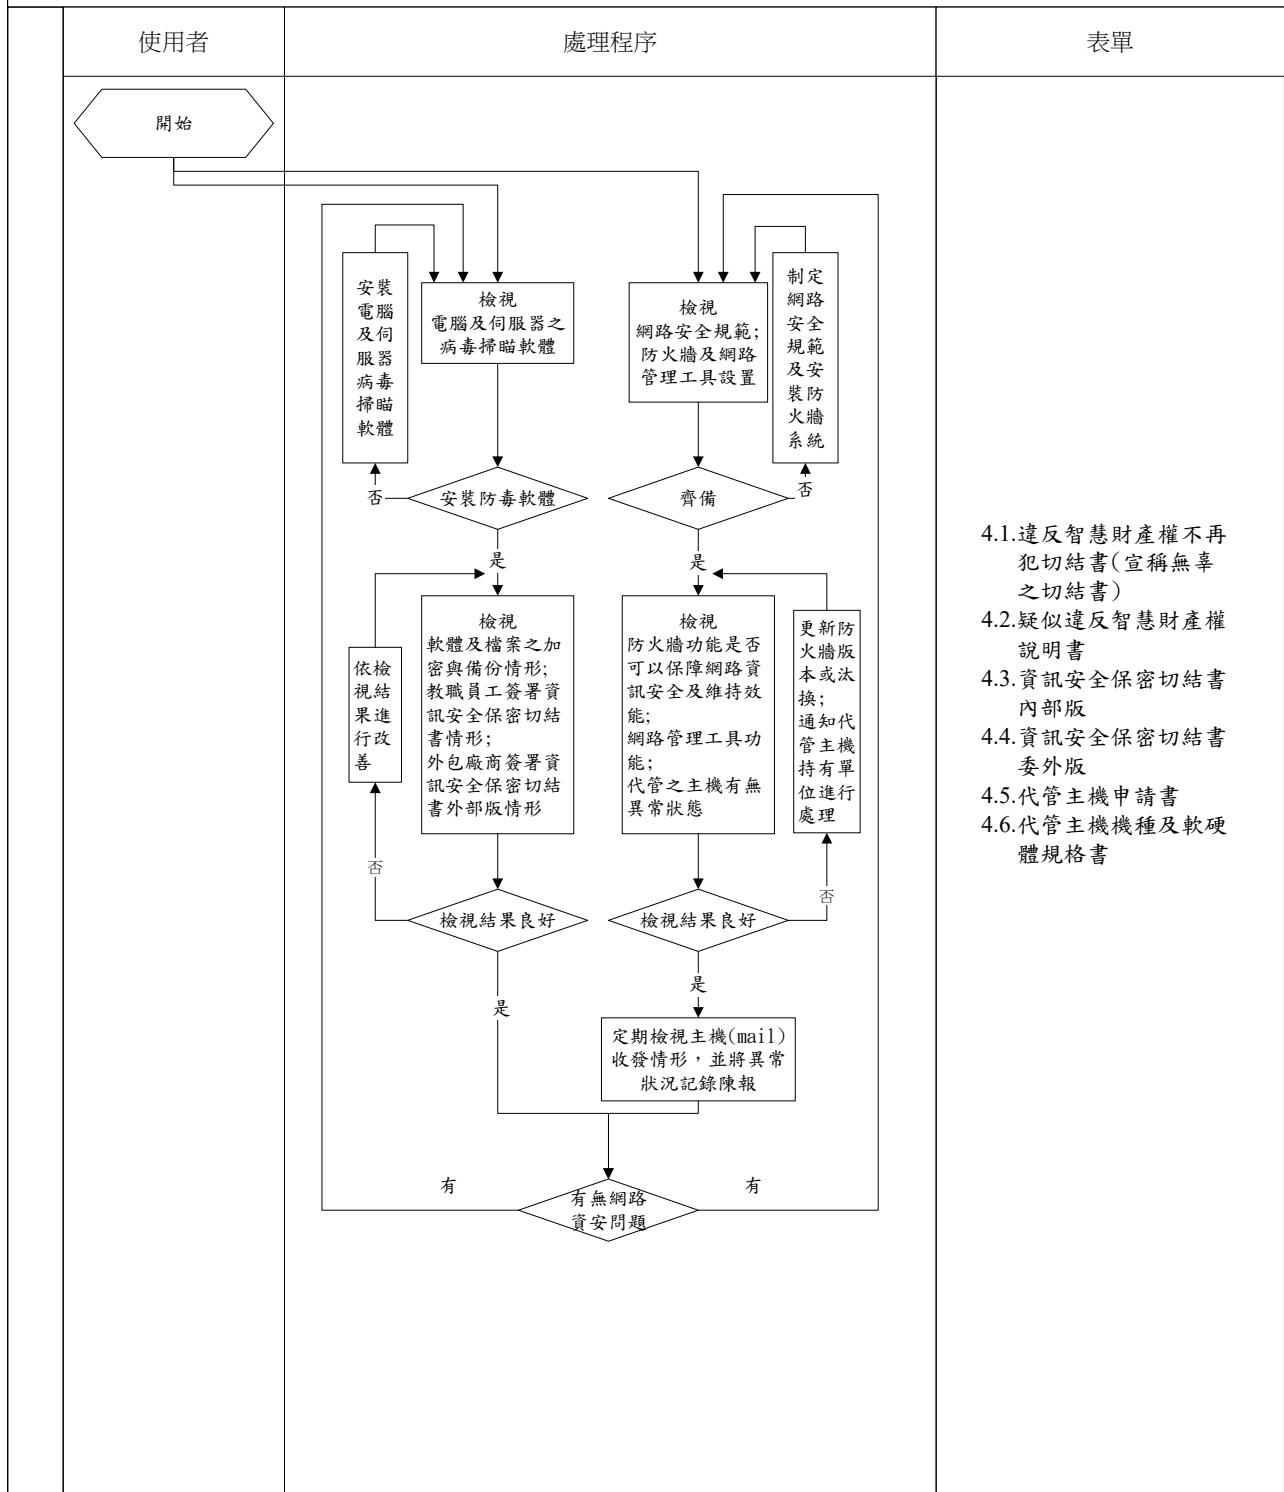 使用者
處理程序
表單
開始
安裝
電腦
及伺
服器
病毒
掃瞄
軟體
檢視
電腦及伺服器之
病毒掃瞄軟體
檢視
網路安全規範;
防火牆及網路
管理工具設置
制定
網路
安全
規範
及安
裝防
火牆
系統
否
安裝防毒軟體
齊備
否
是
是
依檢
視結
果進
行改
善
檢視
軟體及檔案之加
密與備份情形;
教職員工簽署資
訊安全保密切結
書情形;
外包廠商簽署資
訊安全保密切結
書外部版情形
檢視
防火牆功能是否
可以保障網路資
訊安全及維持效
能;
網路管理工具功
能;
代管之主機有無
異常狀態
更新防
火牆版
本或汰
換;
通知代
管主機
持有單
位進行
處理
否
否
檢視結果良好
檢視結果良好
是
是
定期檢視主機(mail)
收發情形，並將異常
狀況記錄陳報
有
有
有無網路
資安問題
4.1.違反智慧財產權不再
犯切結書(宣稱無辜
之切結書)
4.2.疑似違反智慧財產權
說明書
4.3.資訊安全保密切結書
內部版
4.4.資訊安全保密切結書
委外版
4.5.代管主機申請書
4.6.代管主機機種及軟硬
體規格書